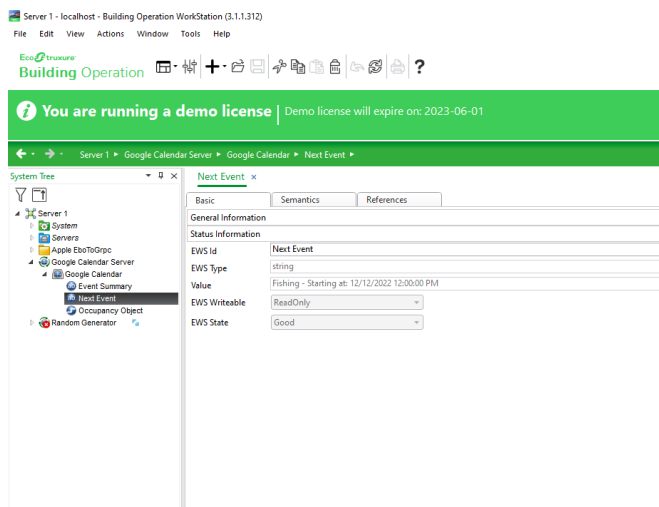 Server 1 - localhost - Building Operation WorkStation (3.1.1.312)
File Edit View Actions Window Tools Help
EcoStruxure
Building Operation
?
You are running a demo license | Demo license will expire on: 2023-06-01
Server 1 Google Calendar Server Google Calendar Next Event
System Tree
Next Event ×
Basic Semantics References
General Information
Status Information
EWS Id Next Event
EWS Type string
Value Fishing - Starting at: 12/12/2022 12:00:00 PM
EWS Writeable ReadOnly
EWS State Good
Server 1
System
Servers
Apple EboToGrpc
Google Calendar Server
Google Calendar
Event Summary
Next Event
Occupancy Object
Random Generator